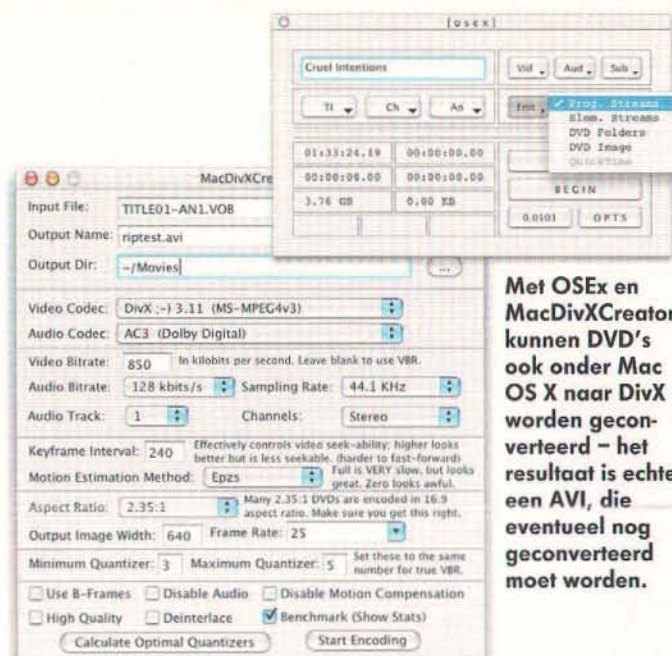 [osex]
Cruel Intentions
Vid Aud Sub
Ti Ch An
Fmt
✓ Prog. Streams
Elem. Streams
DVD Folders
DVD Image
QuickTime
01:33:24.19 00:00:00.00
00:00:00.00 00:00:00.00
3.76 GB 0.00 KB
BEGIN
0.0101 OPTS
MacDivXCre
Input File: TITLE01-AN1.VOB
Output Name: riptest.avi
Output Dir: ~/Movies
...
Video Codec: DivX ;-) 3.11 (MS-MPEG4v3)
Audio Codec: AC3 (Dolby Digital)
Video Bitrate: 850 In kilobits per second. Leave blank to use VBR.
Audio Bitrate: 128 kbits/s Sampling Rate: 44.1 KHz
Audio Track: 1 Channels: Stereo
Keyframe Interval: 240 Effectively controls video seek-ability; higher looks
better but is less seekable. (harder to fast-forward)
Motion Estimation Method: Epzs Full is VERY slow, but looks
great. Zero looks awful.
Aspect Ratio: 2.35:1 Many 2.35:1 DVDs are encoded in 16:9
aspect ratio. Make sure you get this right.
Output Image Width: 640 Frame Rate: 25
Minimum Quantizer: 3 Maximum Quantizer: 5 Set these to the same
number for true VBR.
Use B-Frames Disable Audio Disable Motion Compensation
High Quality Deinterlace Benchmark (Show Stats)
Calculate Optimal Quantizers Start Encoding
Met OSEx en
MacDivXCreator
kunnen DVD's
ook onder Mac
OS X naar DivX
worden gecon-
verteerd – het
resultaat is echte
een AVI, die
eventueel nog
geconverteerd
moet worden.